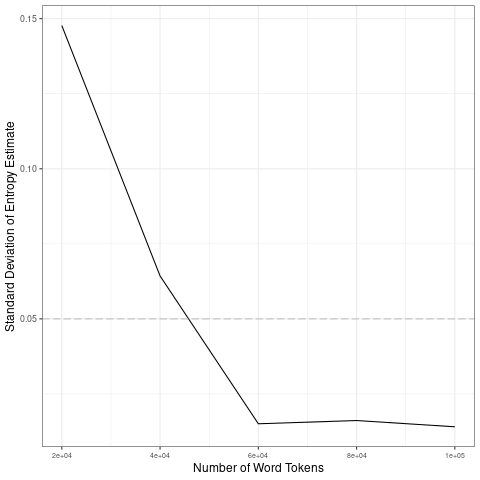 Standard Deviation of Entropy Estimate
0.15
0.10
0.05
2e+04 4e+04 6e+04 8e+04 1e+05
Number of Word Tokens